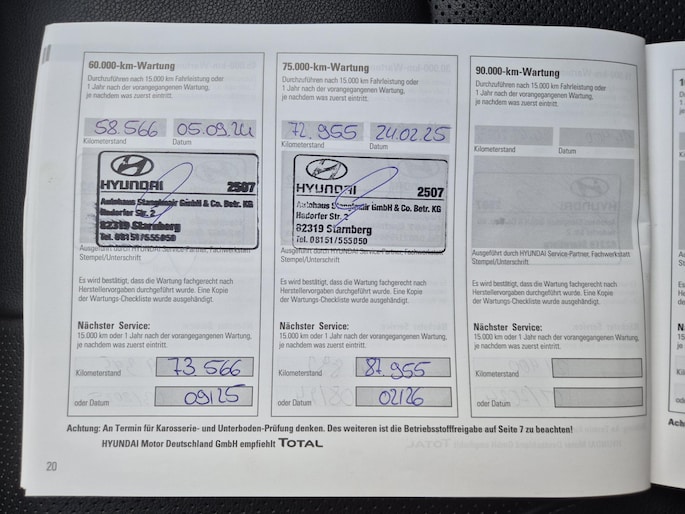 60.000-km-Wartung
Durchzuführen nach 15.000 km Fahrleistung oder
1 Jahr nach der vorangegangenen Wartung,
je nachdem was zuerst eintritt.
58.566 05.09.24
Kilometerstand Datum
HYUNDAI 2507
Autohaus Stanglmair GmbH & Co. Betr. KG
Hadorfer Str. 2
82319 Starnberg
Tel. 08151/555050
Ausgeführt durch HYUNDAI Service-Partner, Fachwerkstatt
Stempel/Unterschrift
Es wird bestätigt, dass die Wartung fachgerecht nach
Herstellervorgaben durchgeführt wurde. Eine Kopie
der Wartungs-Checkliste wurde ausgehändigt.
Nächster Service:
15.000 km oder 1 Jahr nach der vorangegangenen Wartung,
je nachdem was zuerst eintritt.
Kilometerstand 73.566
oder Datum 09/25
75.000-km-Wartung
Durchzuführen nach 15.000 km Fahrleistung oder
1 Jahr nach der vorangegangenen Wartung,
je nachdem was zuerst eintritt.
72.955 24.02.25
Kilometerstand Datum
HYUNDAI 2507
Autohaus Stanglmair GmbH & Co. Betr. KG
Hadorfer Str. 2
82319 Starnberg
Tel. 08151/555050
Ausgeführt durch HYUNDAI Service-Partner, Fachwerkstatt
Stempel/Unterschrift
Es wird bestätigt, dass die Wartung fachgerecht nach
Herstellervorgaben durchgeführt wurde. Eine Kopie
der Wartungs-Checkliste wurde ausgehändigt.
Nächster Service:
15.000 km oder 1 Jahr nach der vorangegangenen Wartung,
je nachdem was zuerst eintritt.
Kilometerstand 87.955
oder Datum 02/26
90.000-km-Wartung
Durchzuführen nach 15.000 km Fahrleistung oder
1 Jahr nach der vorangegangenen Wartung,
je nachdem was zuerst eintritt.
Kilometerstand Datum
Ausgeführt durch HYUNDAI Service-Partner, Fachwerkstatt
Stempel/Unterschrift
Es wird bestätigt, dass die Wartung fachgerecht nach
Herstellervorgaben durchgeführt wurde. Eine Kopie
der Wartungs-Checkliste wurde ausgehändigt.
Nächster Service:
15.000 km oder 1 Jahr nach der vorangegangenen Wartung,
je nachdem was zuerst eintritt.
Kilometerstand
oder Datum
Achtung: An Termin für Karosserie- und Unterboden-Prüfung denken. Des weiteren ist die Betriebsstofffreigabe auf Seite 7 zu beachten!
HYUNDAI Motor Deutschland GmbH empfiehlt TOTAL
20